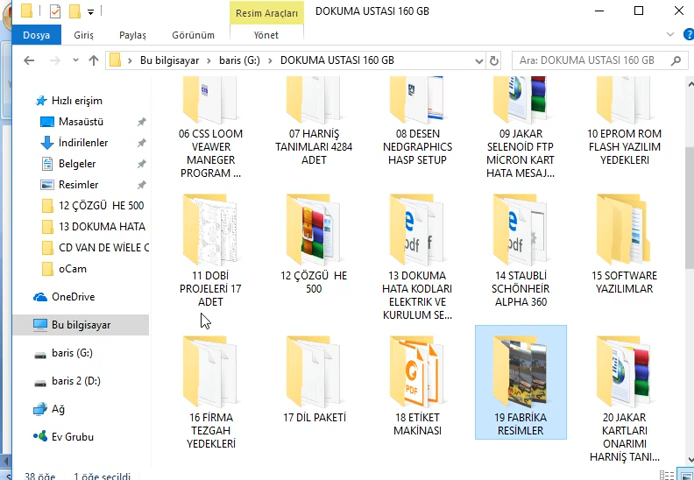 Resim Araçları
DOKUMA USTASI 160 GB
Dosya
Giriş
Paylaş
Görünüm
Yönet
Bu bilgisayar
baris (G:)
DOKUMA USTASI 160 GB
Ara: DOKUMA USTASI 160 GB
Hızlı erişim
Masaüstü
İndirilenler
Belgeler
Resimler
12 ÇÖZGÜ HE 500
13 DOKUMA HATA
CD VAN DE WİELE C
oCam
OneDrive
Bu bilgisayar
baris (G:)
baris 2 (D:)
Ağ
Ev Grubu
06 CSS LOOM
VEAWER
MANEGER
PROGRAM ...
07 HARNİŞ
TANIMLARI 4284
ADET
08 DESEN
NEDGRAPHICS
HASP SETUP
09 JAKAR
SELENOİD FTP
MİCRON KART
HATA MESAJ...
10 EPROM ROM
FLASH YAZILIM
YEDEKLERİ
11 DOBİ
PROJELERİ 17
ADET
12 ÇÖZGÜ HE
500
13 DOKUMA
HATA KODLARI
ELEKTRIK VE
KURULUM SE...
14 STAUBLİ
SCHÖNHEİR
ALPHA 360
15 SOFTWARE
YAZILIMLAR
16 FİRMA
TEZGAH
YEDEKLERİ
17 DİL PAKETİ
18 ETİKET
MAKİNASI
19 FABRİKA
RESİMLER
20 JAKAR
KARTLARI
ONARIMI
HARNİŞ TANI...
38 öğe
1 öğe seçildi